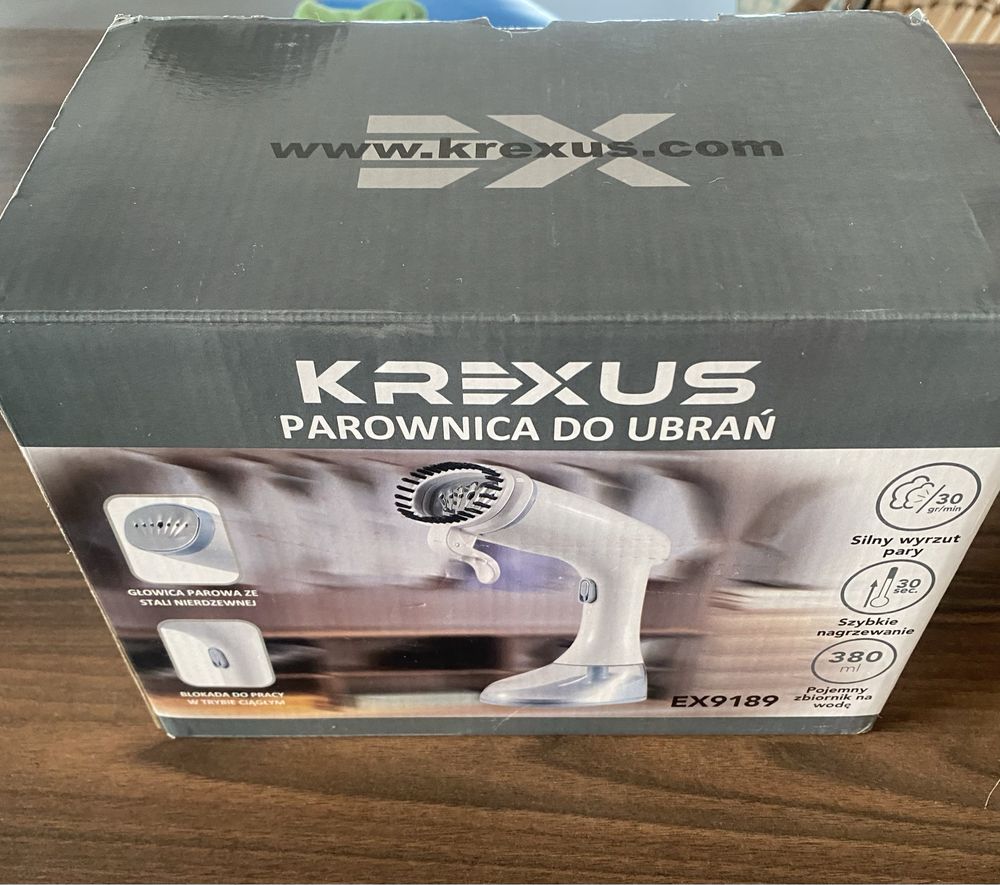 www.krexus.com
EX
KREXUS
PAROWNICA DO UBRAŃ
GŁOWICA PAROWA ZE
STALI NIERDZEWNEJ
BLOKADA DO PRACY
W TRYBIE CIĄGŁYM
30
gr/min
Silny wyrzut
pary
30
sec.
Szybkie
nagrzewanie
380
ml
Pojemny
zbiornik na
wodę
EX9189